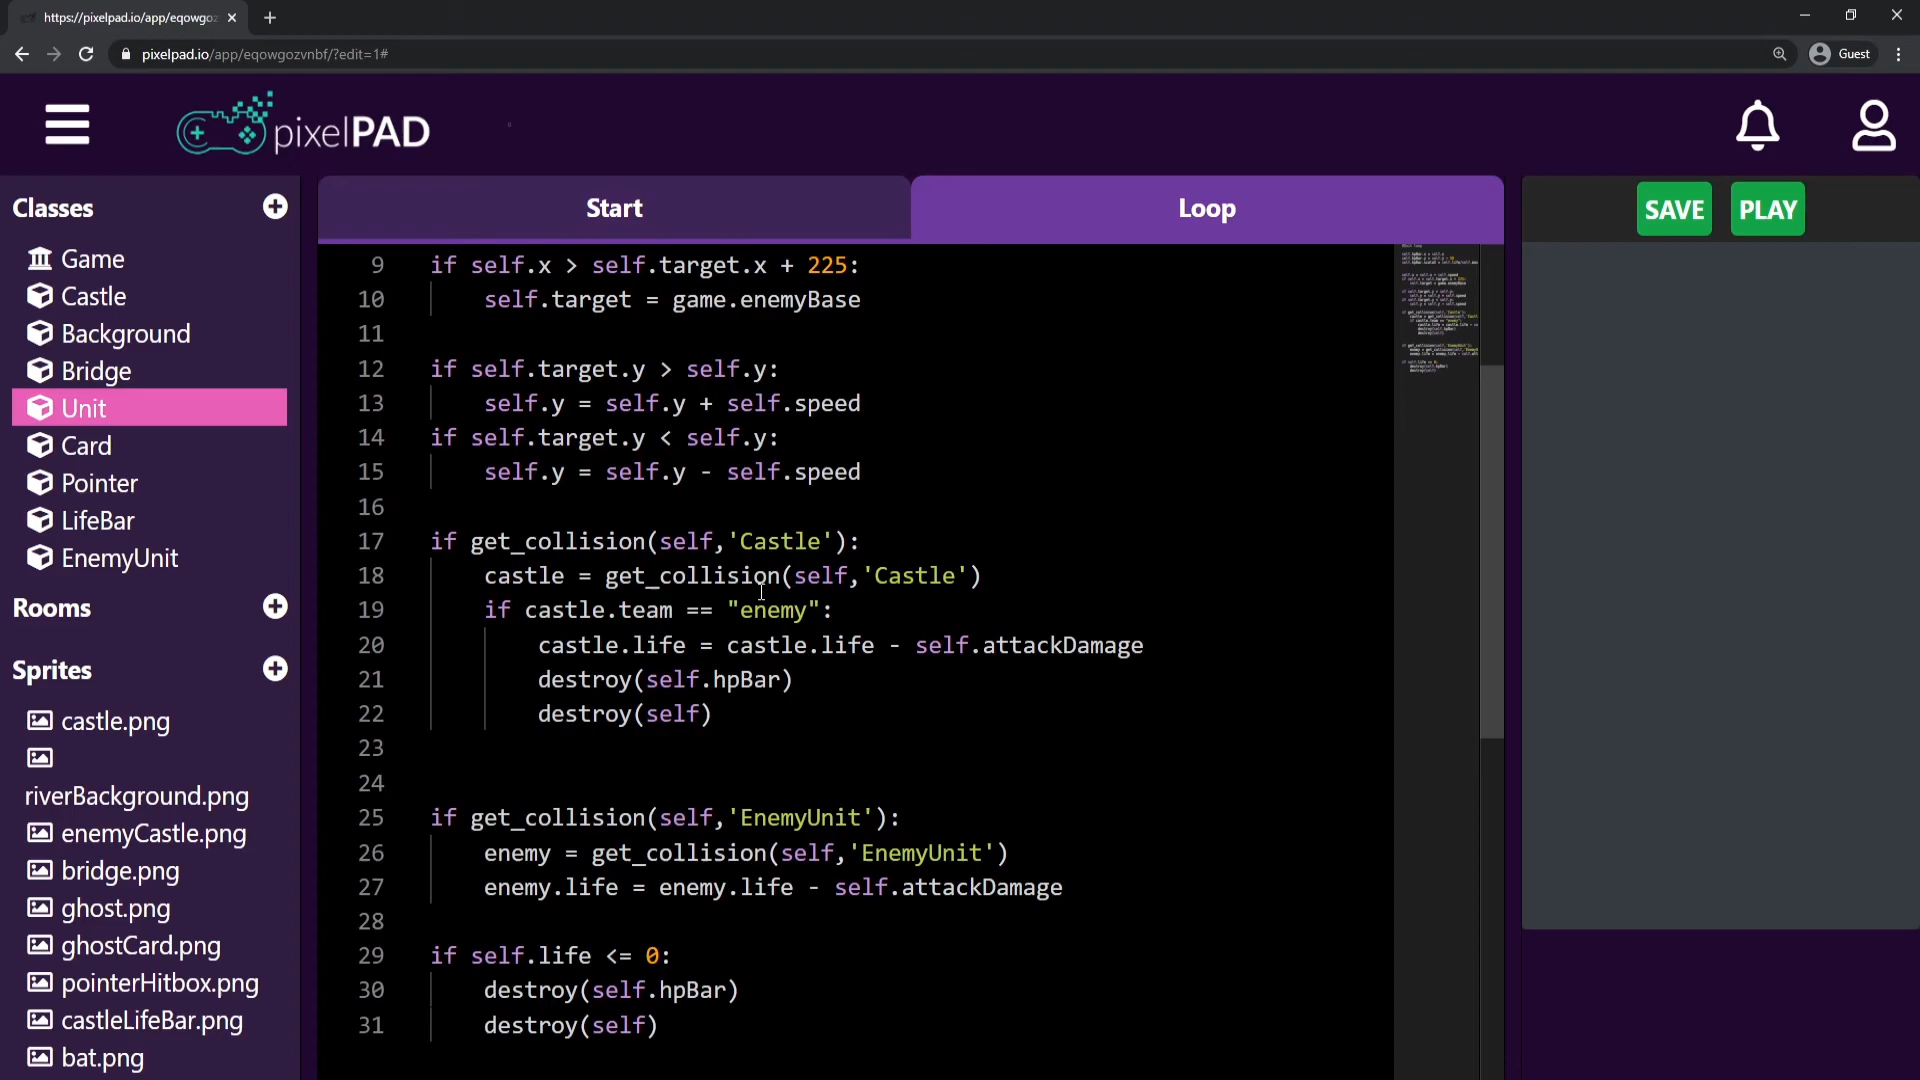 https://pixelpad.io/app/eqowgoz
pixelpad.io/app/eqowgozvnbf/?edit=1#
Guest
pixelPAD
Classes
Game
Castle
Background
Bridge
Unit
Card
Pointer
LifeBar
EnemyUnit
Rooms
Sprites
castle.png
riverBackground.png
enemyCastle.png
bridge.png
ghost.png
ghostCard.png
pointerHitbox.png
castleLifeBar.png
bat.png
Start
Loop
SAVE
PLAY
9 if self.x > self.target.x + 225:
10 self.target = game.enemyBase
11
12 if self.target.y > self.y:
13 self.y = self.y + self.speed
14 if self.target.y < self.y:
15 self.y = self.y - self.speed
16
17 if get_collision(self,'Castle'):
18 castle = get_collision(self,'Castle')
19 if castle.team == "enemy":
20 castle.life = castle.life - self.attackDamage
21 destroy(self.hpBar)
22 destroy(self)
23
24
25 if get_collision(self,'EnemyUnit'):
26 enemy = get_collision(self,'EnemyUnit')
27 enemy.life = enemy.life - self.attackDamage
28
29 if self.life <= 0:
30 destroy(self.hpBar)
31 destroy(self)